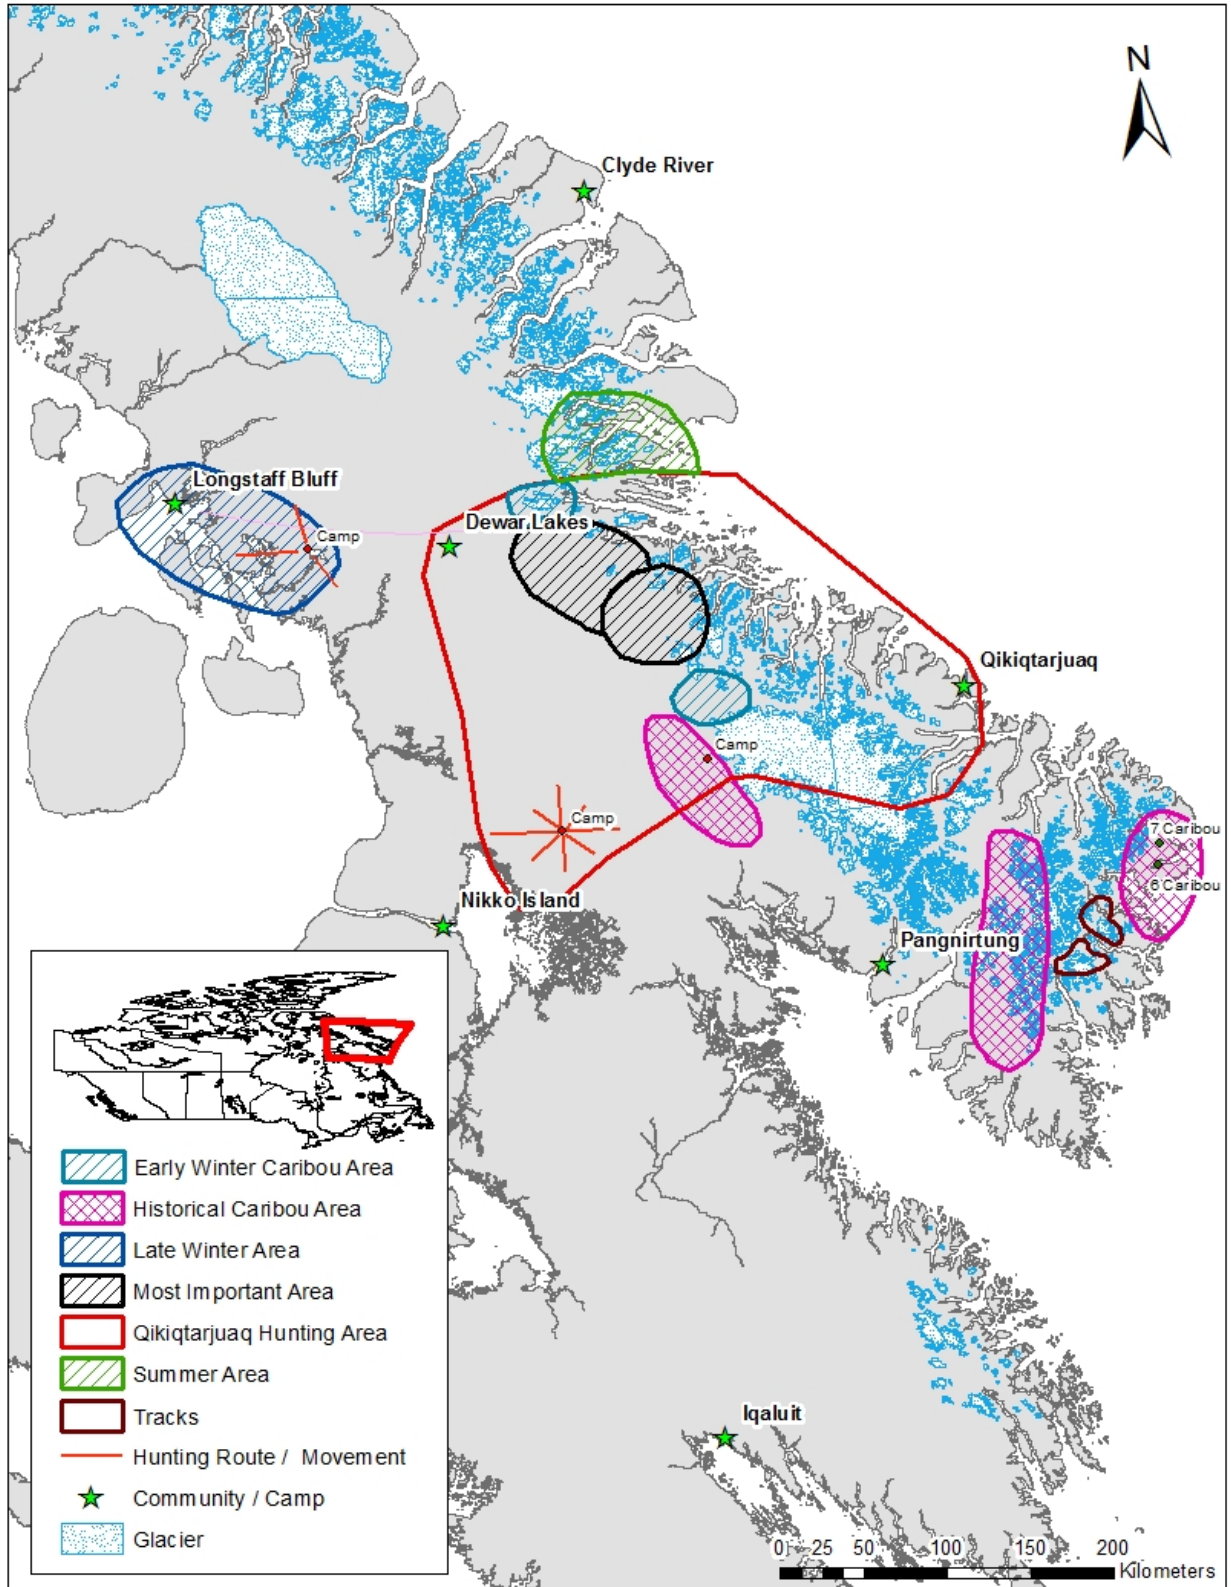 N
Clyde River
Longstaff Bluff
Dewar Lakes
Camp
Qikiqtarjuaq
Camp
Camp
7 Caribou
6 Caribou
Nikko Island
Pangnirtung
Early Winter Caribou Area
Historical Caribou Area
Late Winter Area
Most Important Area
Qikiqtarjuaq Hunting Area
Summer Area
Tracks
Hunting Route / Movement
Community / Camp
Glacier
Iqaluit
0 25 50 100 150 200
Kilometers